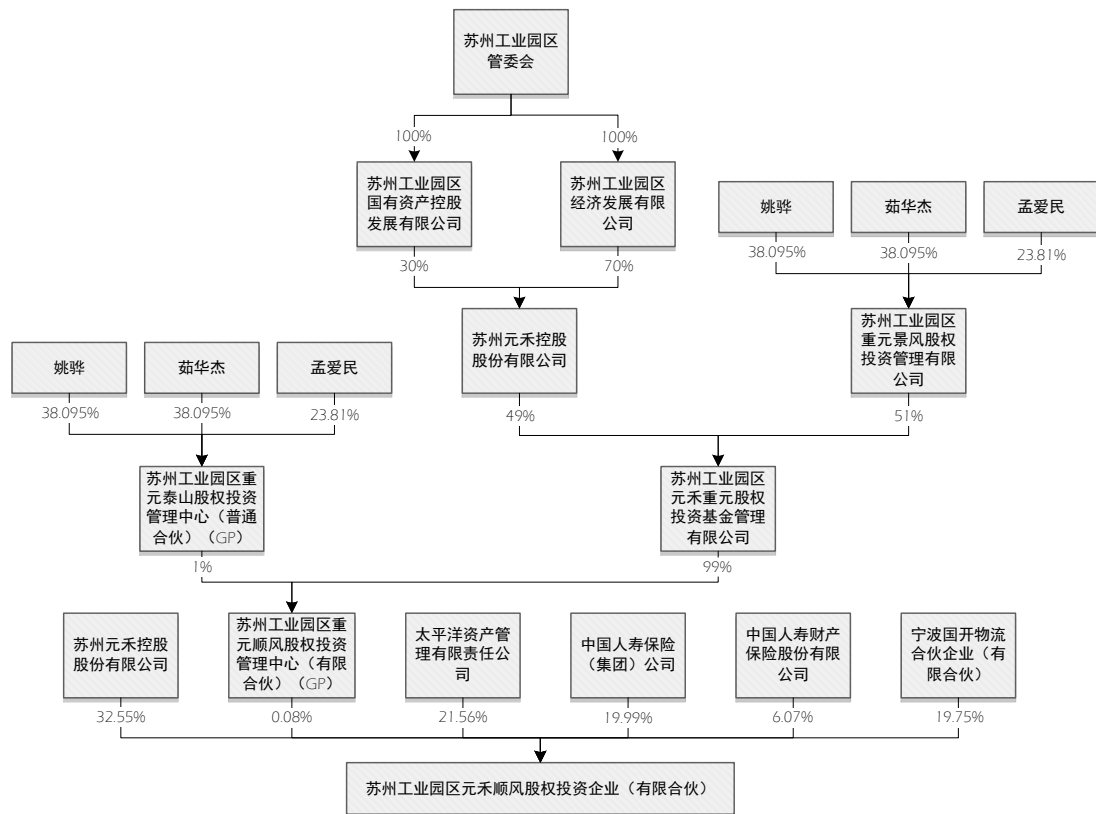 苏州工业园区
管委会
100%
100%
苏州工业园区
国有资产控股
发展有限公司
苏州工业园区
经济发展有限
公司
姚骅
茹华杰
孟爱民
30%
70%
38.095%
38.095%
23.81%
苏州元禾控股
股份有限公司
苏州工业园区
重元景风股权
投资管理有限
公司
姚骅
茹华杰
孟爱民
38.095%
38.095%
23.81%
49%
51%
苏州工业园区重
元泰山股权投资
管理中心（普通
合伙）（GP）
苏州工业园区
元禾重元股权
投资基金管理
有限公司
1%
99%
苏州元禾控股
股份有限公司
苏州工业园区重
元顺风股权投资
管理中心（有限
合伙）（GP）
太平洋资产管
理有限责任公
司
中国人寿保险
（集团）公司
中国人寿财产
保险股份有限
公司
宁波国开物流
合伙企业（有
限合伙）
32.55%
0.08%
21.56%
19.99%
6.07%
19.75%
苏州工业园区元禾顺风股权投资企业（有限合伙）